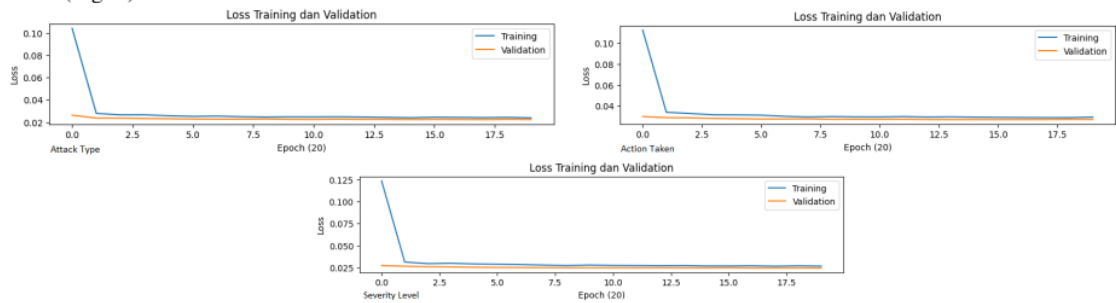 Loss Training dan Validation
0.10
0.08
0.06
0.04
0.02
Loss
Training
Validation
0.0 2.5 5.0 7.5 10.0 12.5 15.0 17.5
Attack Type
Epoch (20)
Loss Training dan Validation
0.10
0.08
0.06
0.04
Loss
Training
Validation
0.0 2.5 5.0 7.5 10.0 12.5 15.0 17.5
Action Taken
Epoch (20)
Loss Training dan Validation
0.125
0.100
0.075
0.050
0.025
Loss
Training
Validation
0.0 2.5 5.0 7.5 10.0 12.5 15.0 17.5
Severity Level
Epoch (20)